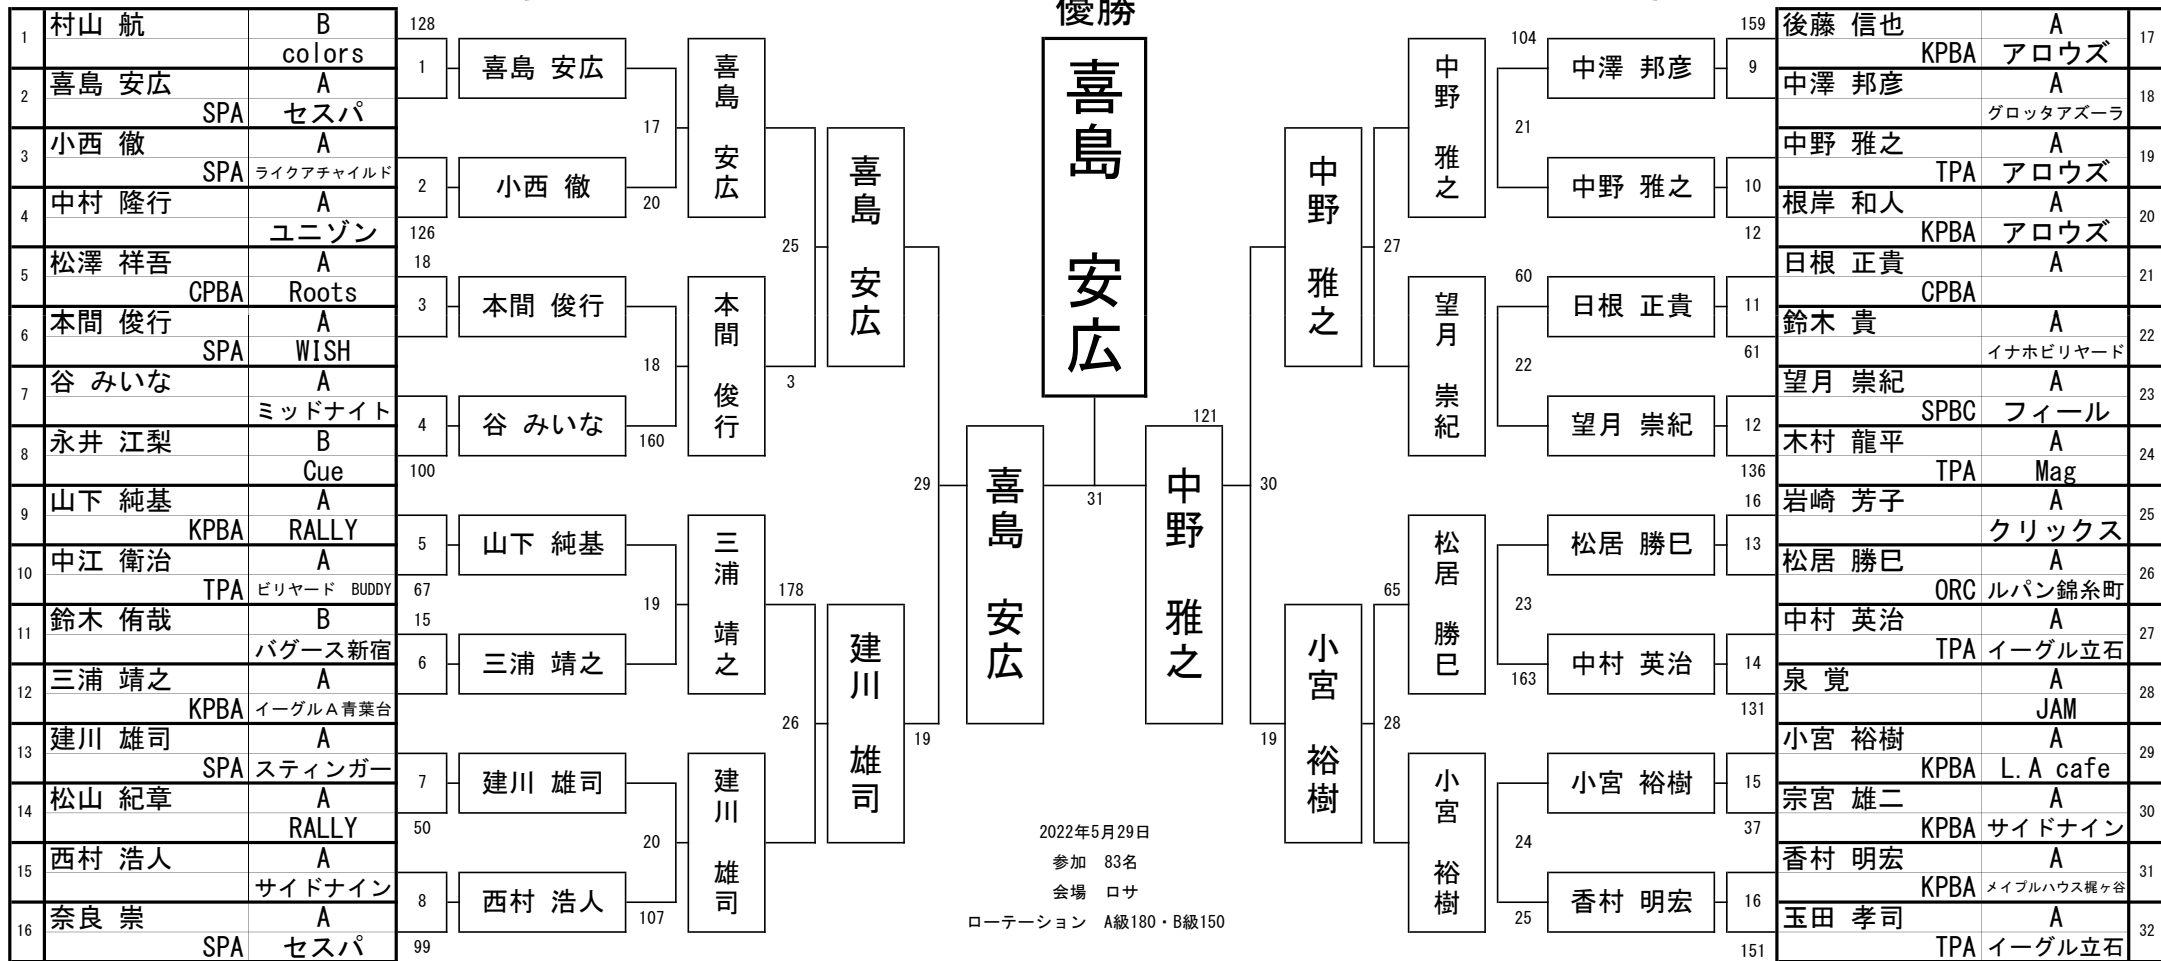 優勝
喜島 安広
1 村山 航 B
colors
2 喜島 安広 A
SPA セスパ
3 小西 徹 A
SPA ライクアチャイルド
4 中村 隆行 A
ユニゾン
5 松澤 祥吾 A
CPBA Roots
6 本間 俊行 A
SPA WISH
7 谷 みいな A
ミッドナイト
8 永井 江梨 B
Cue
9 山下 純基 A
KPBA RALLY
10 中江 衛治 A
TPA ビリヤード BUDDY
11 鈴木 侑哉 B
バグース新宿
12 三浦 靖之 A
KPBA イーグルA青葉台
13 建川 雄司 A
SPA スティンガー
14 松山 紀章 A
RALLY
15 西村 浩人 A
サイドナイン
16 奈良 崇 A
SPA セスパ
128
1
2
126
18
3
4
100
5
67
15
6
7
50
8
99
喜島 安広
小西 徹
20
本間 俊行
谷 みいな
160
山下 純基
三浦 靖之
建川 雄司
西村 浩人
107
17
18
19
20
喜島 安広
本間 俊行
3
三浦 靖之
178
建川 雄司
25
26
喜島 安広
建川 雄司
19
29
喜島 安広
31
中野 雅之
121
30
中野 雅之
小宮 裕樹
19
27
28
中野 雅之
望月 崇紀
松居 勝巳
65
小宮 裕樹
21
22
23
24
104
中澤 邦彦
中野 雅之
60
日根 正貴
望月 崇紀
松居 勝巳
中村 英治
163
小宮 裕樹
香村 明宏
25
159
9
10
12
11
61
12
136
16
13
14
131
15
37
16
151
後藤 信也 A 17
KPBA アロウズ
中澤 邦彦 A 18
グロッタアズーラ
中野 雅之 A 19
TPA アロウズ
根岸 和人 A 20
KPBA アロウズ
日根 正貴 A 21
CPBA
鈴木 貴 A 22
イナホビリヤード
望月 崇紀 A 23
SPBC フィール
木村 龍平 A 24
TPA Mag
岩崎 芳子 A 25
クリックス
松居 勝巳 A 26
ORC ルパン錦糸町
中村 英治 A 27
TPA イーグル立石
泉 覚 A 28
JAM
小宮 裕樹 A 29
KPBA L.A cafe
宗宮 雄二 A 30
KPBA サイドナイン
香村 明宏 A 31
KPBA メイプルハウス梶ヶ谷
玉田 孝司 A 32
TPA イーグル立石
2022年5月29日
参加 83名
会場 ロサ
ローテーション A級180・B級150